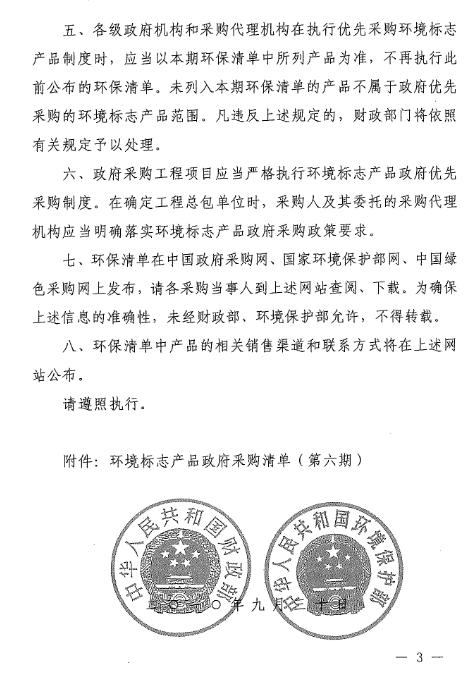 五、各级政府机构和采购代理机构在执行优先采购环境标志
产品制度时，应当以本期环保清单中所列产品为准，不再执行此
前公布的环保清单。未列入本期环保清单的产品不属于政府优先
采购的环境标志产品范围。凡违反上述规定的，财政部门将依照
有关规定予以处理。
六、政府采购工程项目应当严格执行环境标志产品政府优先
采购制度。在确定工程总包单位时，采购人及其委托的采购代理
机构应当明确落实环境标志产品政府采购政策要求。
七、环保清单在中国政府采购网、国家环境保护部网、中国绿
色采购网上发布，请各采购当事人到上述网站查阅、下载。为确保
上述信息的准确性，未经财政部、环境保护部允许，不得转载。
八、环保清单中产品的相关销售渠道和联系方式将在上述网
站公布。
请遵照执行。
附件：环境标志产品政府采购清单（第六期）
中华人民共和国财政部
中华人民共和国环境保护部
二〇一〇年九月 十日
— 3 —